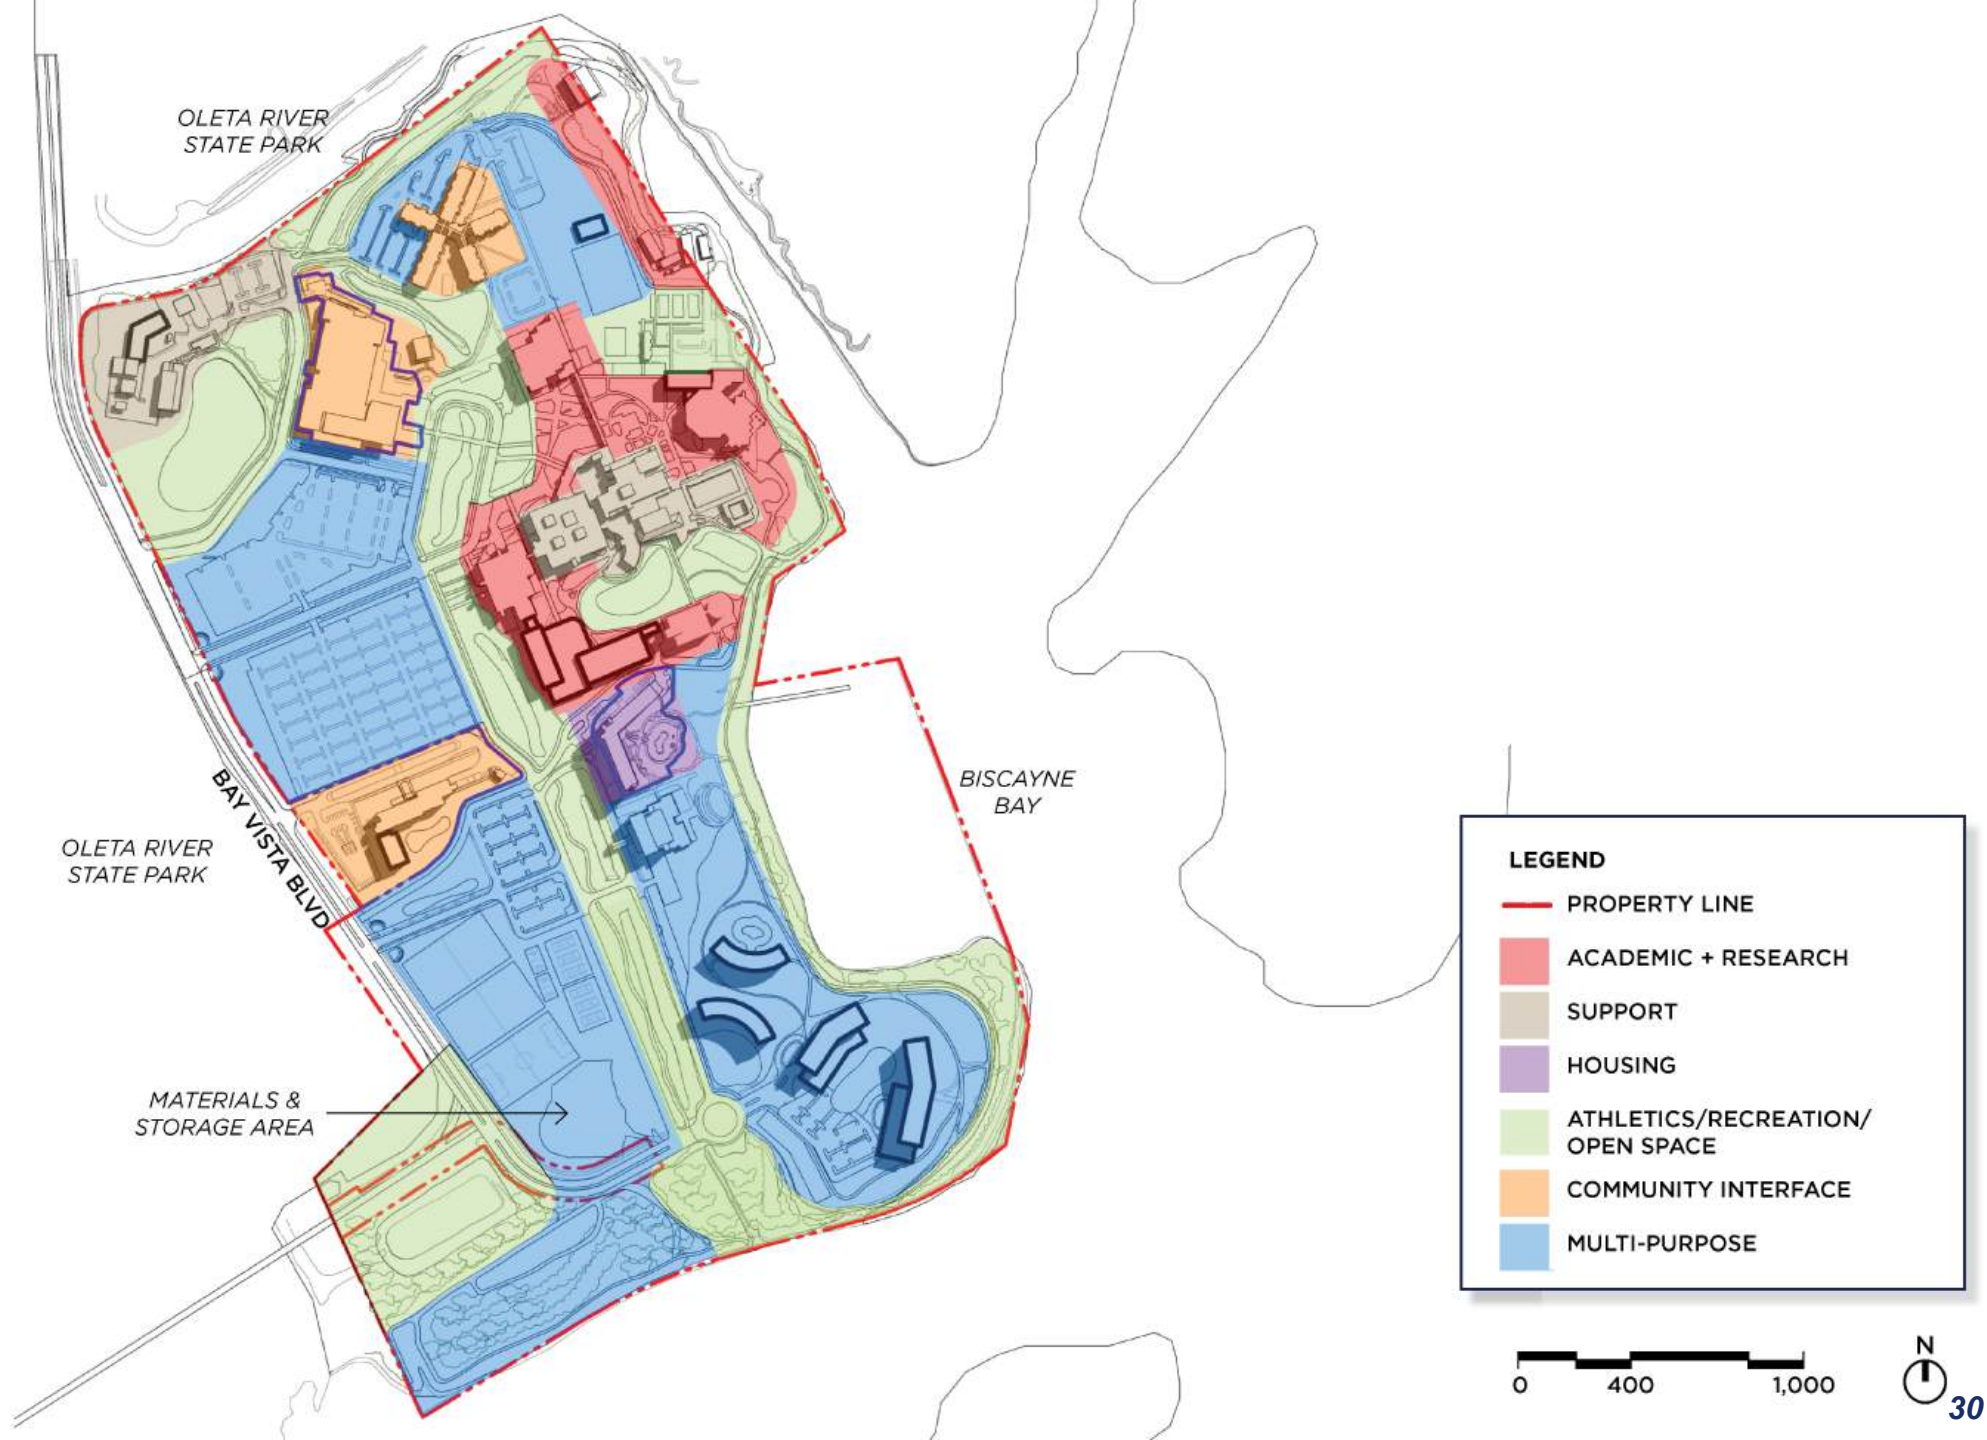 OLETA RIVER
STATE PARK
BISCAYNE
BAY
BAY VISTA BLVD
OLETA RIVER
STATE PARK
MATERIALS &
STORAGE AREA
LEGEND
PROPERTY LINE
ACADEMIC + RESEARCH
SUPPORT
HOUSING
ATHLETICS/RECREATION/
OPEN SPACE
COMMUNITY INTERFACE
MULTI-PURPOSE
0 400 1,000
N
30